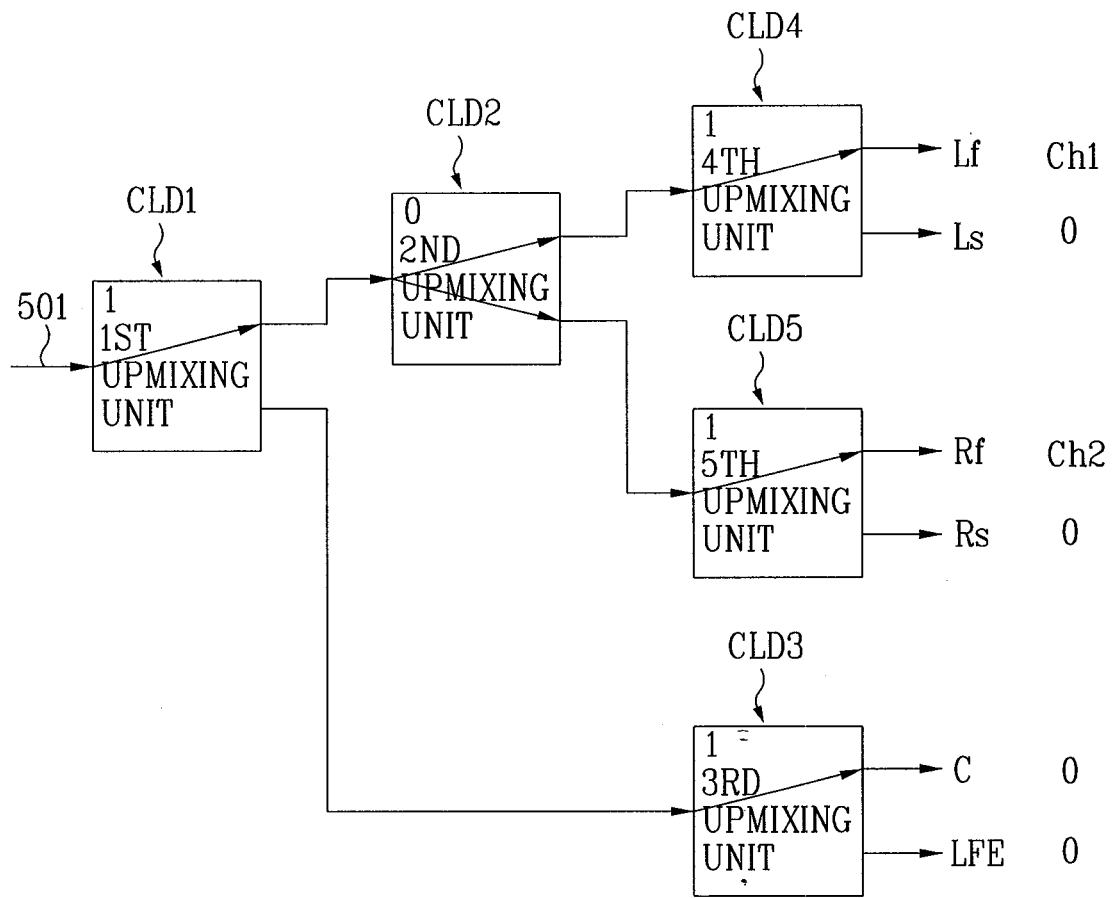 CLD4
1
4TH
UPMIXING
UNIT
Lf Ch1
Ls 0
CLD2
0
2ND
UPMIXING
UNIT
CLD1
501
1
1ST
UPMIXING
UNIT
CLD5
1
5TH
UPMIXING
UNIT
Rf Ch2
Rs 0
CLD3
1
3RD
UPMIXING
UNIT
C 0
LFE 0